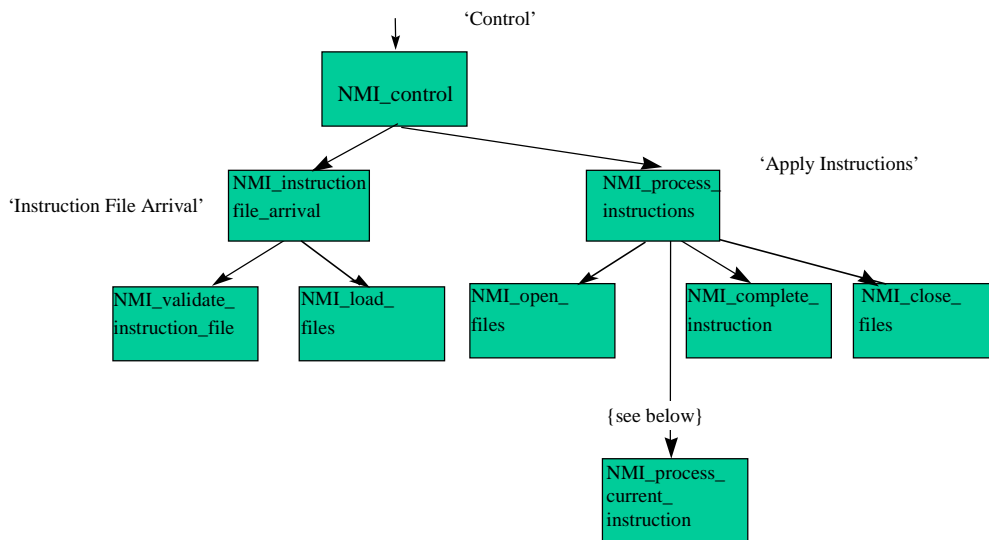 ‘Control’
NMI_control
‘Apply Instructions’
NMI_instruction
file_arrival
NMI_process_
instructions
‘Instruction File Arrival’
NMI_validate_
instruction_file
NMI_load_
files
NMI_open_
files
NMI_complete_
instruction
NMI_close_
files
{see below}
NMI_process_
current_
instruction